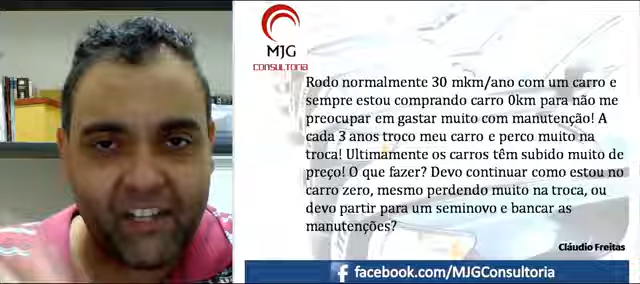 MJG
CONSULTORIA
Rodo normalmente 30 mkm/ano com um carro e
sempre estou comprando carro 0km para não me
preocupar em gastar muito com manutenção! A
cada 3 anos troco meu carro e perco muito na
troca! Ultimamente os carros têm subido muito de
preço! O que fazer? Devo continuar como estou no
carro zero, mesmo perdendo muito na troca, ou
devo partir para um seminovo e bancar as
manutenções?
Cláudio Freitas
facebook.com/MJGConsultoria